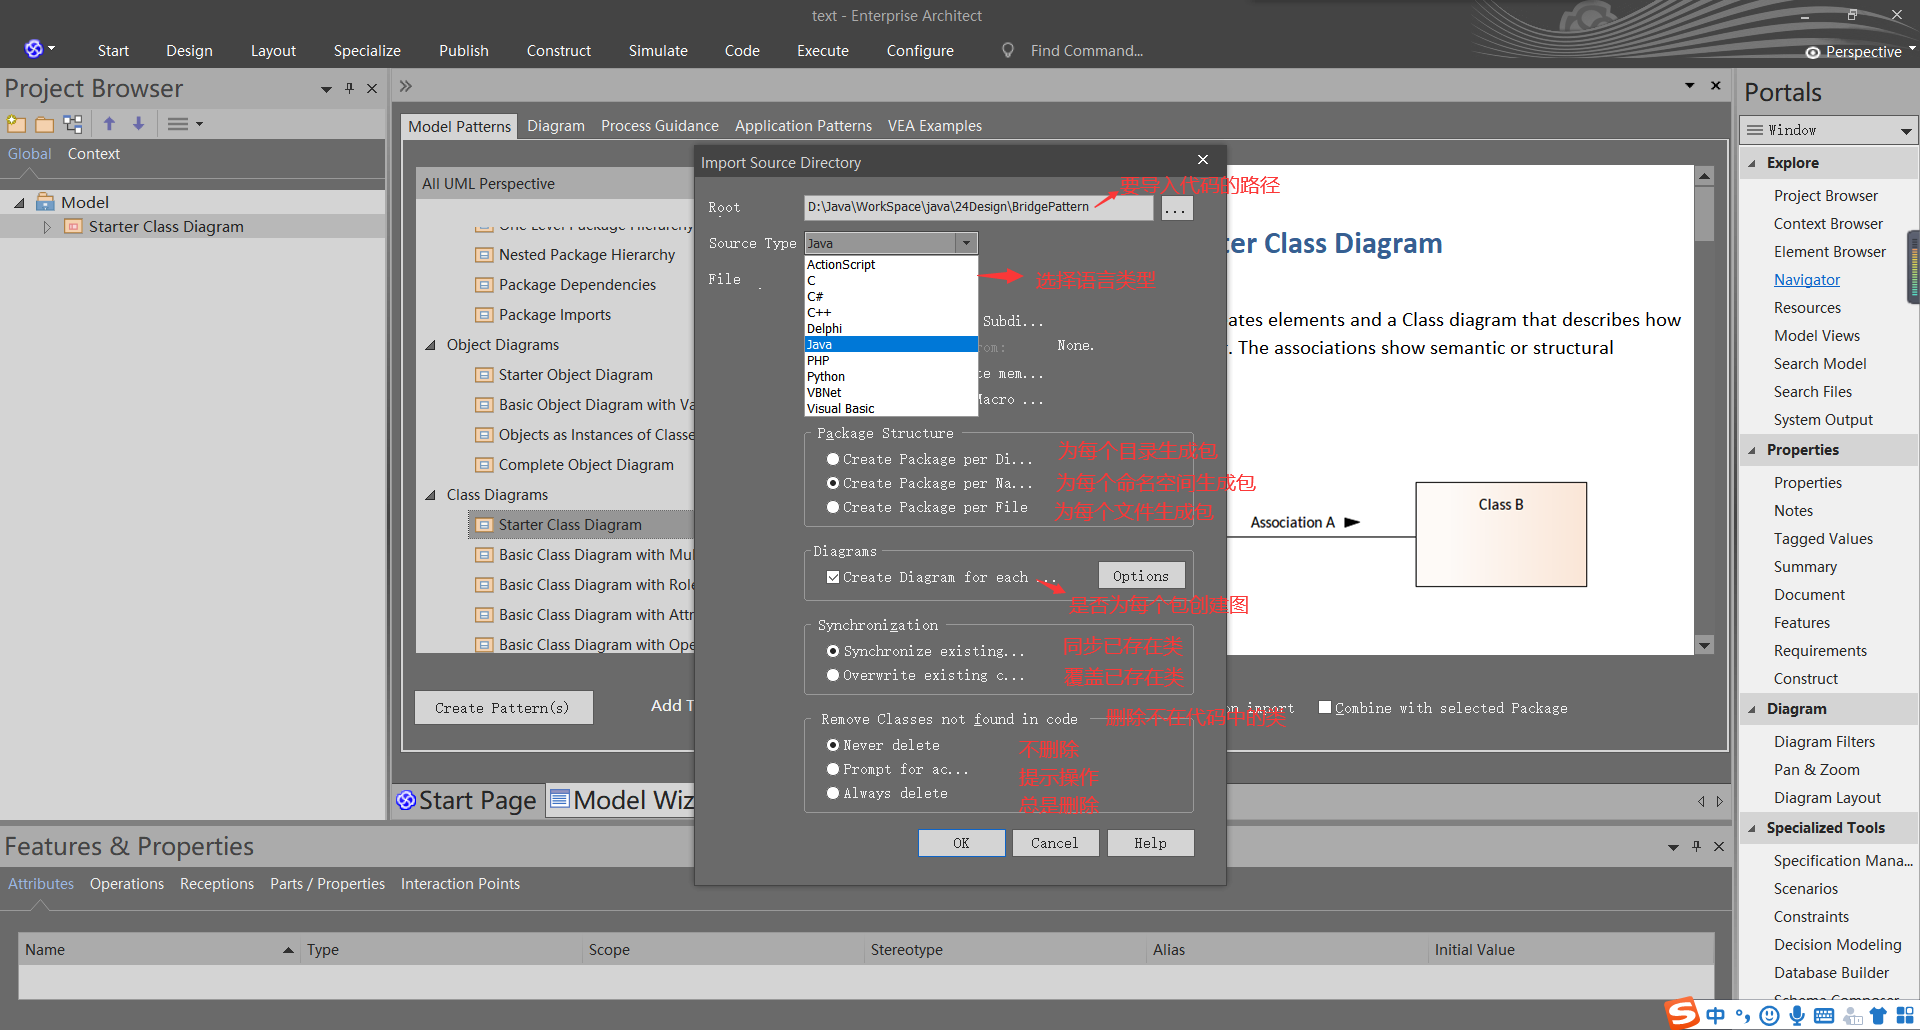 text - Enterprise Architect
Start Design Layout Specialize Publish Construct Simulate Code Execute Configure Find Command... Perspective
Project Browser
Global Context
Model
Starter Class Diagram
Model Patterns Diagram Process Guidance Application Patterns VEA Examples
All UML Perspective
One Level Package Hierarchy
Nested Package Hierarchy
Package Dependencies
Package Imports
Object Diagrams
Starter Object Diagram
Basic Object Diagram with Va
Objects as Instances of Classe
Complete Object Diagram
Class Diagrams
Starter Class Diagram
Basic Class Diagram with Mul
Basic Class Diagram with Role
Basic Class Diagram with Attr
Basic Class Diagram with Ope
Create Pattern(s)
Add T
on import
Combine with selected Package
Start Page Model Wiz
Import Source Directory
Root D:\Java\WorkSpace\java\24Design\BridgePattern ...
要导入代码的路径
Source Type Java
ActionScript
C
C#
C++
Delphi
Java
PHP
Python
VBNet
Visual Basic
选择语言类型
File
Subdi...
rom: None.
te mem...
Macro ...
Package Structure
Create Package per Di... 为每个目录生成包
Create Package per Na... 为每个命名空间生成包
Create Package per File 为每个文件生成包
Diagrams
Create Diagram for each ... Options
是否为每个包创建图
Synchronization
Synchronize existing... 同步已存在类
Overwrite existing c... 覆盖已存在类
Remove Classes not found in code 删除不在代码中的类
Never delete 不删除
Prompt for ac... 提示操作
Always delete 总是删除
OK Cancel Help
ter Class Diagram
ates elements and a Class diagram that describes how
. The associations show semantic or structural
Association A
Class B
Portals
Window
Explore
Project Browser
Context Browser
Element Browser
Navigator
Resources
Model Views
Search Model
Search Files
System Output
Properties
Properties
Notes
Tagged Values
Summary
Document
Features
Requirements
Construct
Diagram
Diagram Filters
Pan & Zoom
Diagram Layout
Specialized Tools
Specification Mana...
Scenarios
Constraints
Decision Modeling
Database Builder
Schema Composer
Features & Properties
Attributes Operations Receptions Parts / Properties Interaction Points
Name Type Scope Stereotype Alias Initial Value
S 中